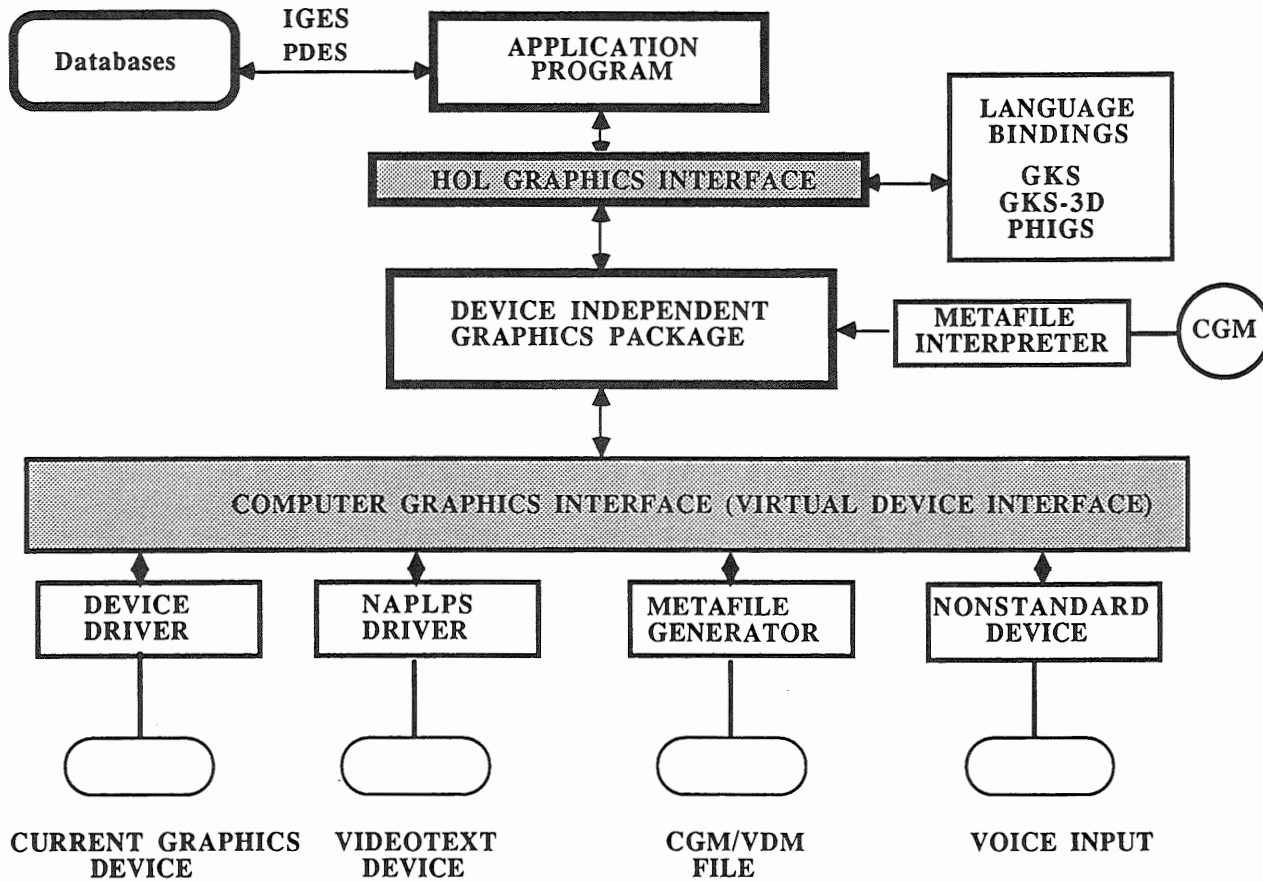 IGES
PDES
Databases
APPLICATION
PROGRAM
LANGUAGE
BINDINGS
GKS
GKS-3D
PHIGS
HOL GRAPHICS INTERFACE
DEVICE INDEPENDENT
GRAPHICS PACKAGE
METAFILE
INTERPRETER
CGM
COMPUTER GRAPHICS INTERFACE (VIRTUAL DEVICE INTERFACE)
DEVICE
DRIVER
NAPLPS
DRIVER
METAFILE
GENERATOR
NONSTANDARD
DEVICE
CURRENT GRAPHICS
DEVICE
VIDEOTEXT
DEVICE
CGM/VDM
FILE
VOICE INPUT